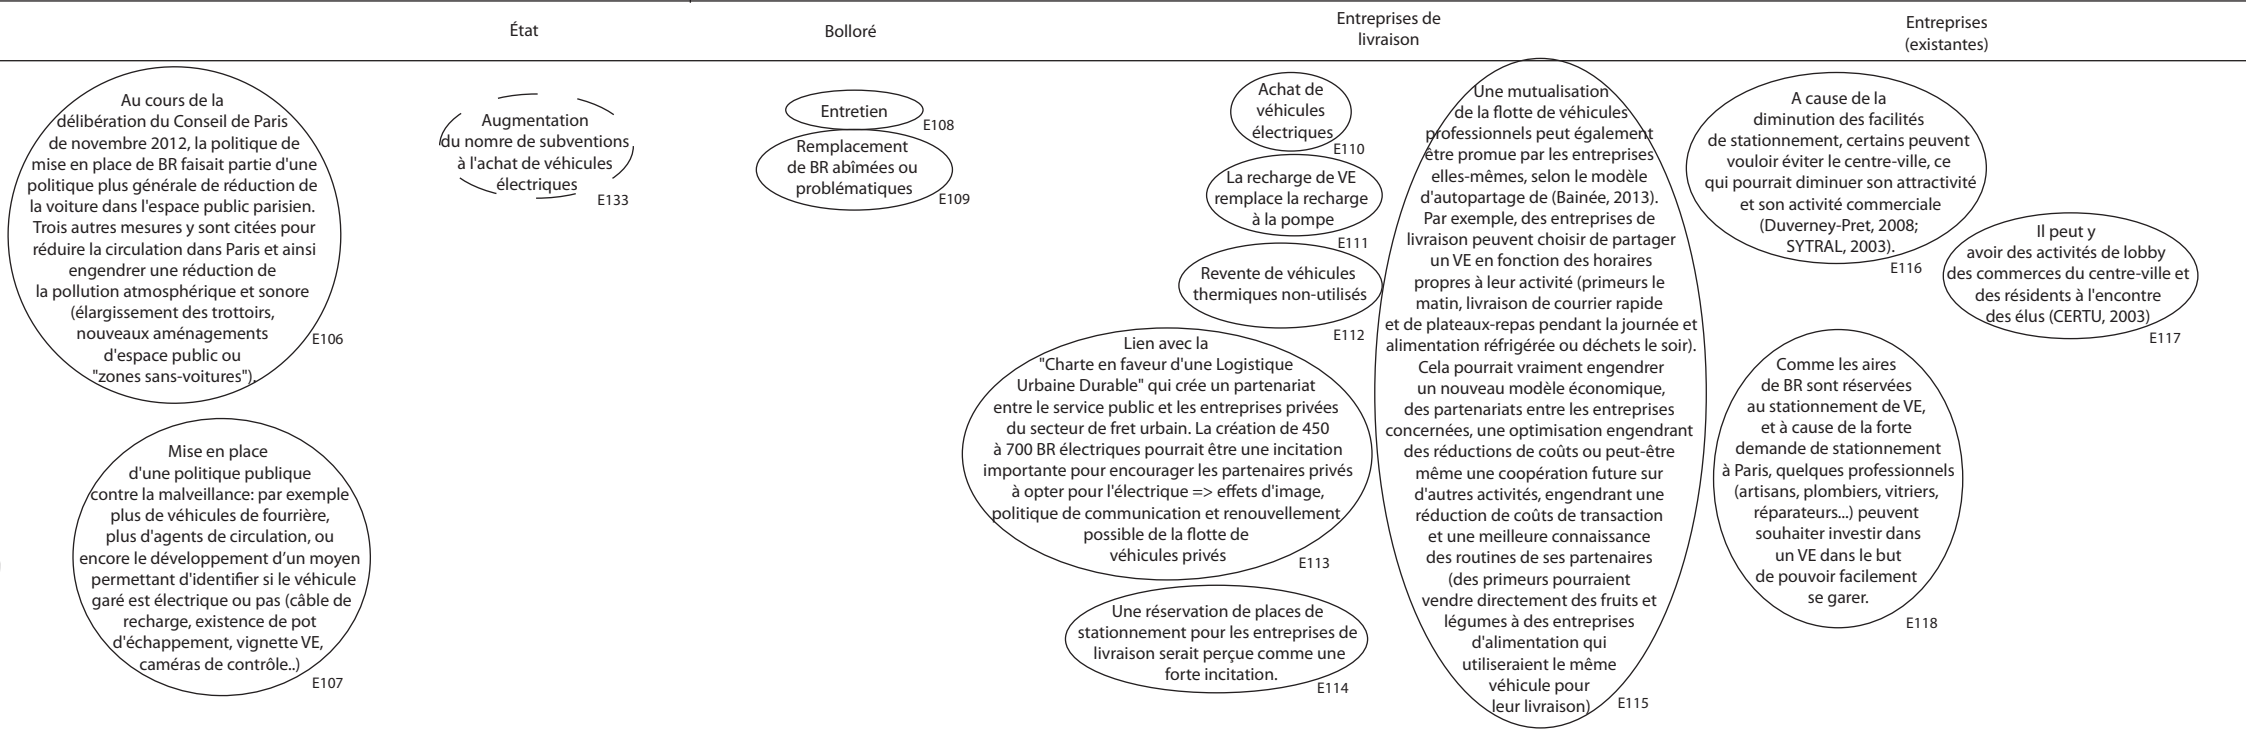 État
Bolloré
Entreprises de
livraison
Entreprises
(existantes)
Au cours de la
délibération du Conseil de Paris
de novembre 2012, la politique de
mise en place de BR faisait partie d'une
politique plus générale de réduction de
la voiture dans l'espace public parisien.
Trois autres mesures y sont citées pour
réduire la circulation dans Paris et ainsi
engendrer une réduction de
la pollution atmosphérique et sonore
(élargissement des trottoirs,
nouveaux aménagements
d'espace public ou
"zones sans-voitures").
E106
Mise en place
d'une politique publique
contre la malveillance: par exemple
plus de véhicules de fourrière,
plus d'agents de circulation, ou
encore le développement d'un moyen
permettant d'identifier si le véhicule
garé est électrique ou pas (câble de
recharge, existence de pot
d'échappement, vignette VE,
caméras de contrôle..)
E107
Augmentation
du nomre de subventions
à l'achat de véhicules
électriques
E133
Entretien
E108
Remplacement
de BR abîmées ou
problématiques
E109
Achat de
véhicules
électriques
E110
La recharge de VE
remplace la recharge
à la pompe
E111
Revente de véhicules
thermiques non-utilisés
E112
Lien avec la
"Charte en faveur d'une Logistique
Urbaine Durable" qui crée un partenariat
entre le service public et les entreprises privées
du secteur de fret urbain. La création de 450
à 700 BR électriques pourrait être une incitation
importante pour encourager les partenaires privés
à opter pour l'électrique => effets d'image,
politique de communication et renouvellement
possible de la flotte de
véhicules privés
E113
Une réservation de places de
stationnement pour les entreprises de
livraison serait perçue comme une
forte incitation.
E114
Une mutualisation
de la flotte de véhicules
professionnels peut également
être promue par les entreprises
elles-mêmes, selon le modèle
d'autopartage de (Bainée, 2013).
Par exemple, des entreprises de
livraison peuvent choisir de partager
un VE en fonction des horaires
propres à leur activité (primeurs le
matin, livraison de courrier rapide
et de plateaux-repas pendant la journée et
alimentation réfrigérée ou déchets le soir).
Cela pourrait vraiment engendrer
un nouveau modèle économique,
des partenariats entre les entreprises
concernées, une optimisation engendrant
des réductions de coûts ou peut-être
même une coopération future sur
d'autres activités, engendrant une
réduction de coûts de transaction
et une meilleure connaissance
des routines de ses partenaires
(des primeurs pourraient
vendre directement des fruits et
légumes à des entreprises
d'alimentation qui
utiliseraient le même
véhicule pour
leur livraison)
E115
A cause de la
diminution des facilités
de stationnement, certains peuvent
vouloir éviter le centre-ville, ce
qui pourrait diminuer son attractivité
et son activité commerciale
(Duverney-Pret, 2008;
SYTRAL, 2003).
E116
Il peut y
avoir des activités de lobby
des commerces du centre-ville et
des résidents à l'encontre
des élus (CERTU, 2003)
E117
Comme les aires
de BR sont réservées
au stationnement de VE,
et à cause de la forte
demande de stationnement
à Paris, quelques professionnels
(artisans, plombiers, vitriers,
réparateurs...) peuvent
souhaiter investir dans
un VE dans le but
de pouvoir facilement
se garer.
E118